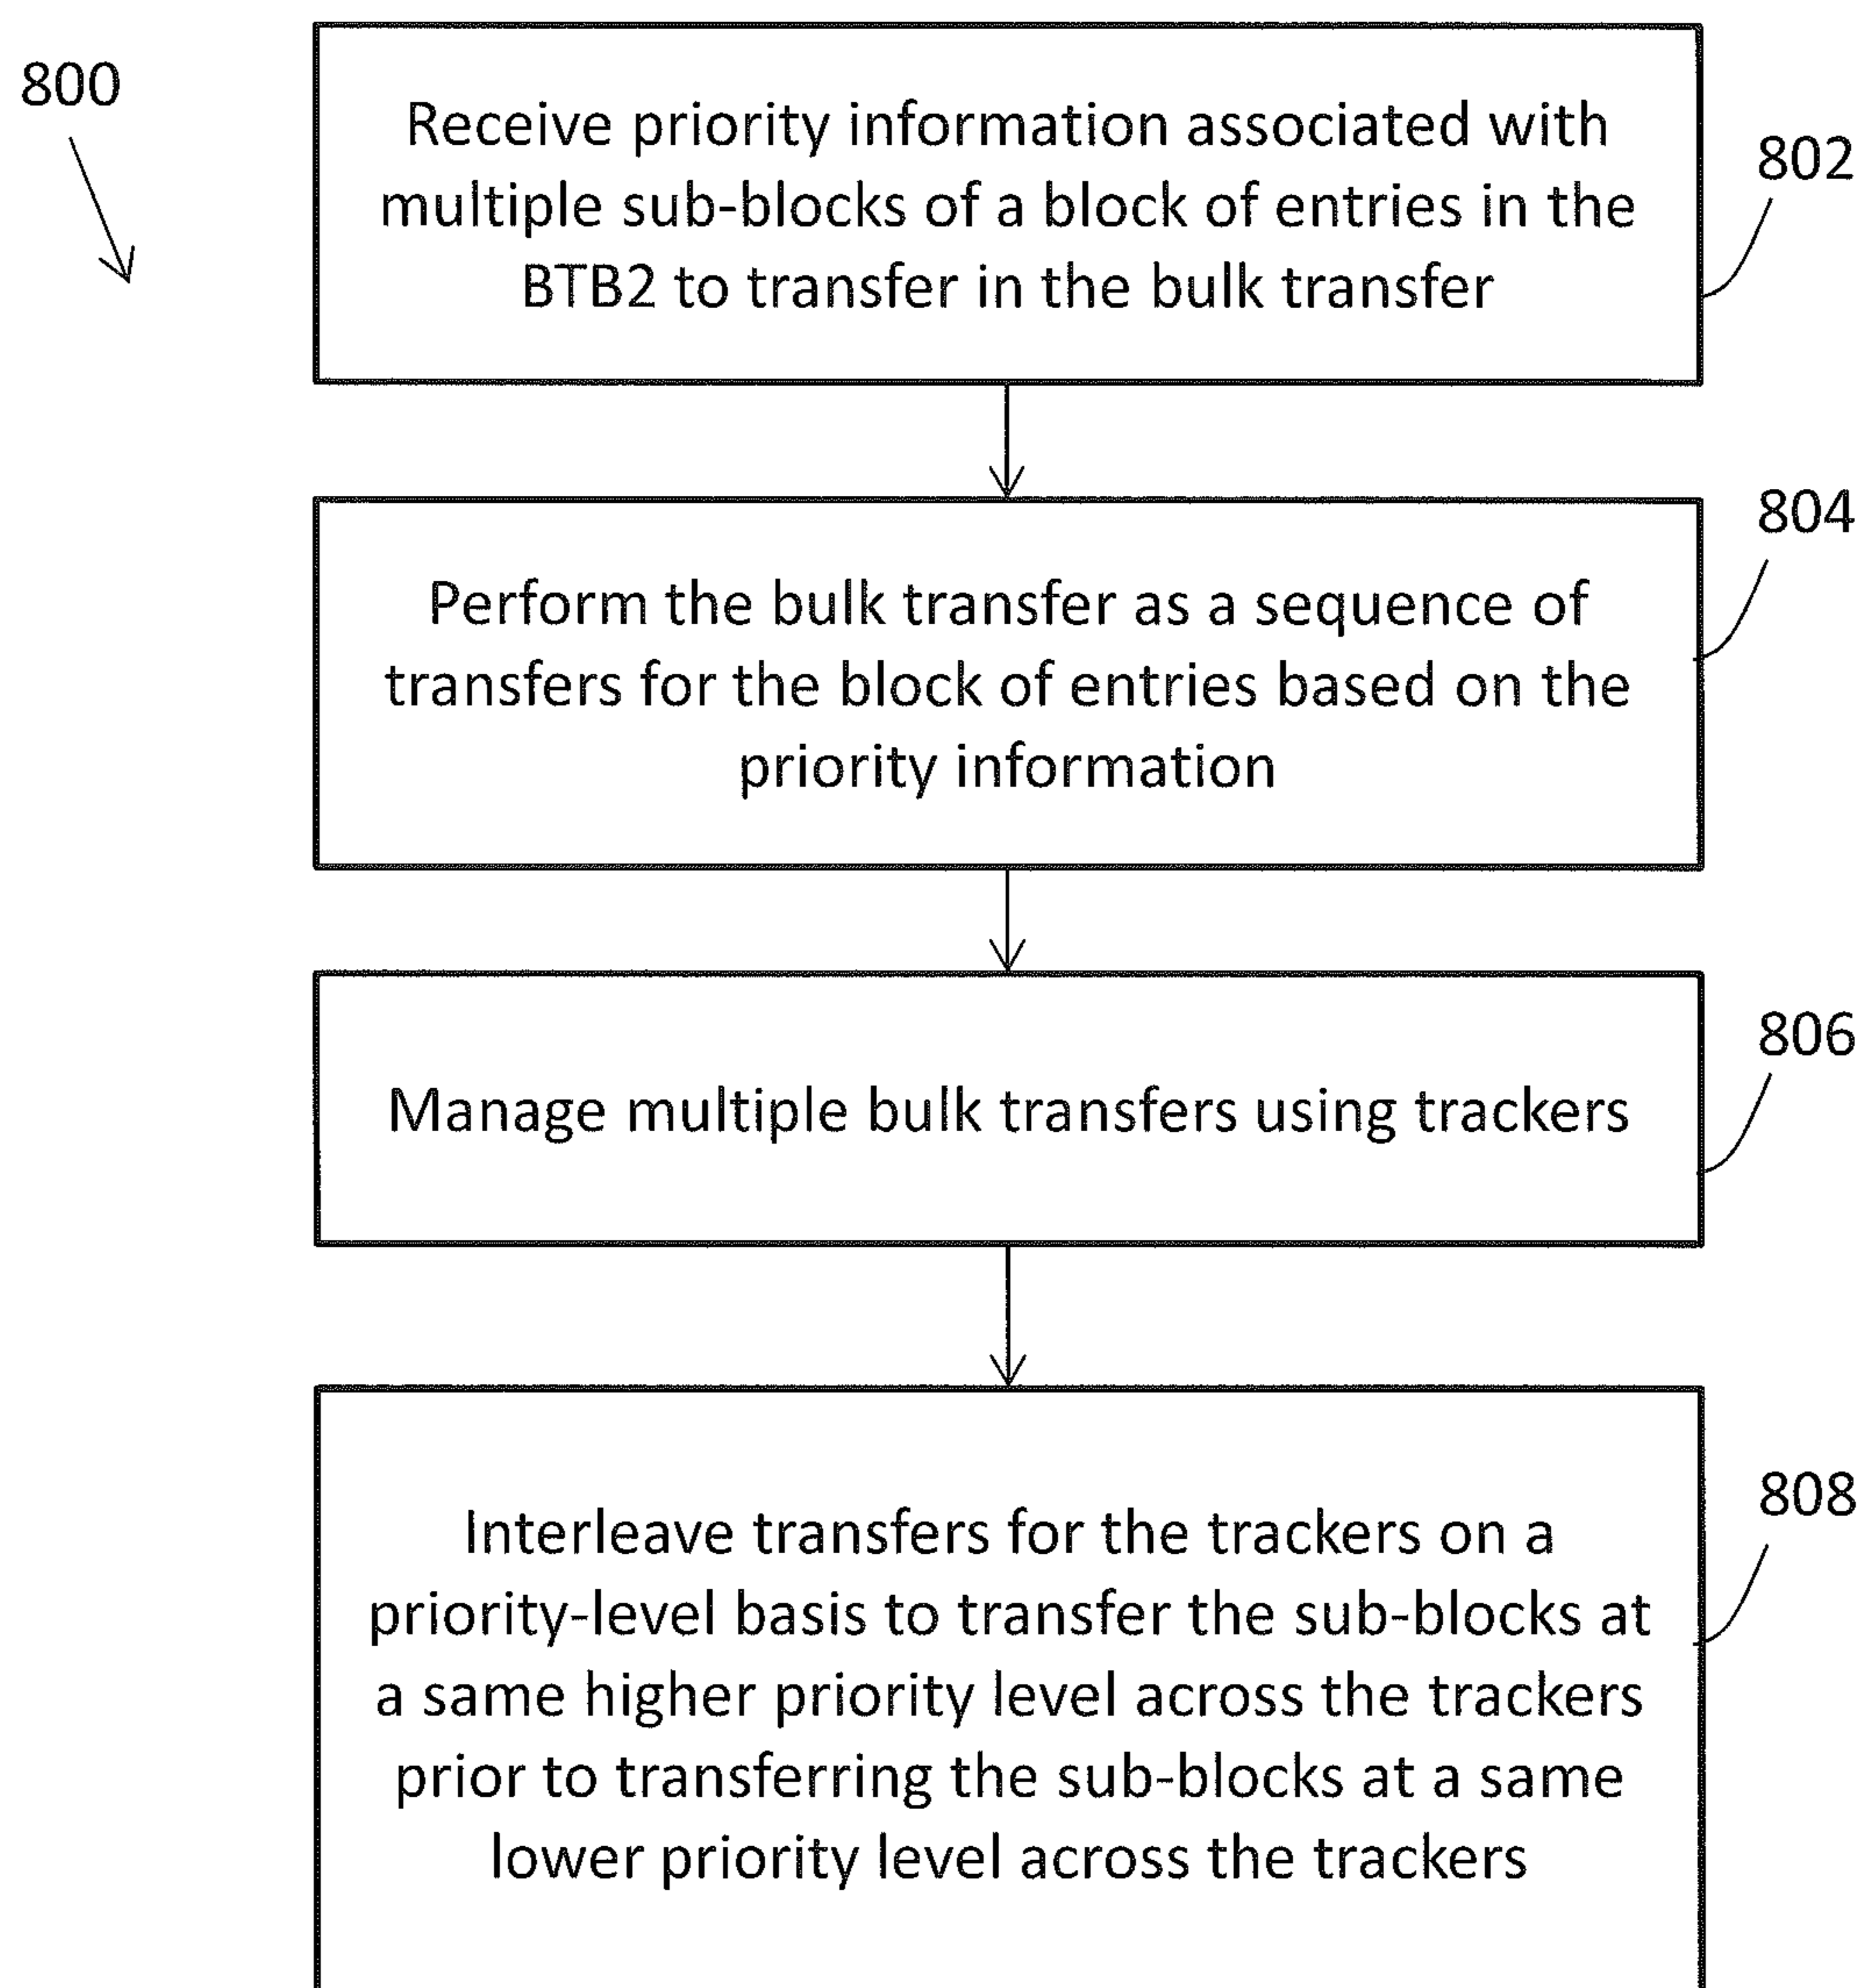 800
Receive priority information associated with
multiple sub-blocks of a block of entries in the
BTB2 to transfer in the bulk transfer
802
Perform the bulk transfer as a sequence of
transfers for the block of entries based on the
priority information
804
Manage multiple bulk transfers using trackers
806
Interleave transfers for the trackers on a
priority-level basis to transfer the sub-blocks at
a same higher priority level across the trackers
prior to transferring the sub-blocks at a same
lower priority level across the trackers
808